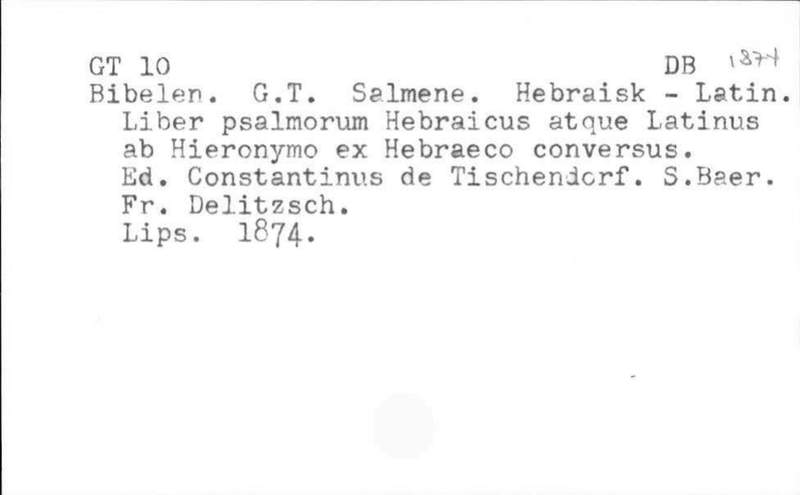 GT 10 DB 1874
Bibelen. G.T. Salmene. Hebraisk - Latin.
Liber psalmorum Hebraicus atque Latinus
ab Hieronymo ex Hebraeco conversus.
Ed. Constantinus de Tischendorf. S.Baer.
Fr. Delitzsch.
Lips. 1874.